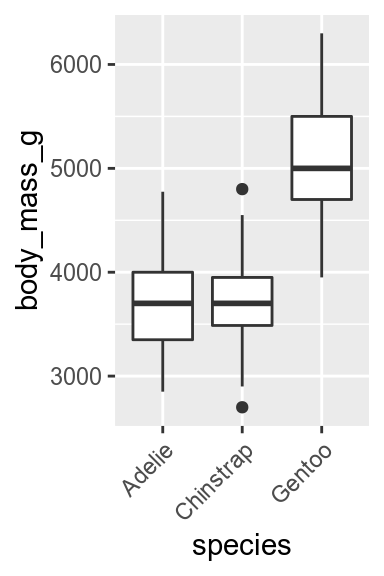 body_mass_g
6000
5000
4000
3000
Adelie
Chinstrap
Gentoo
species